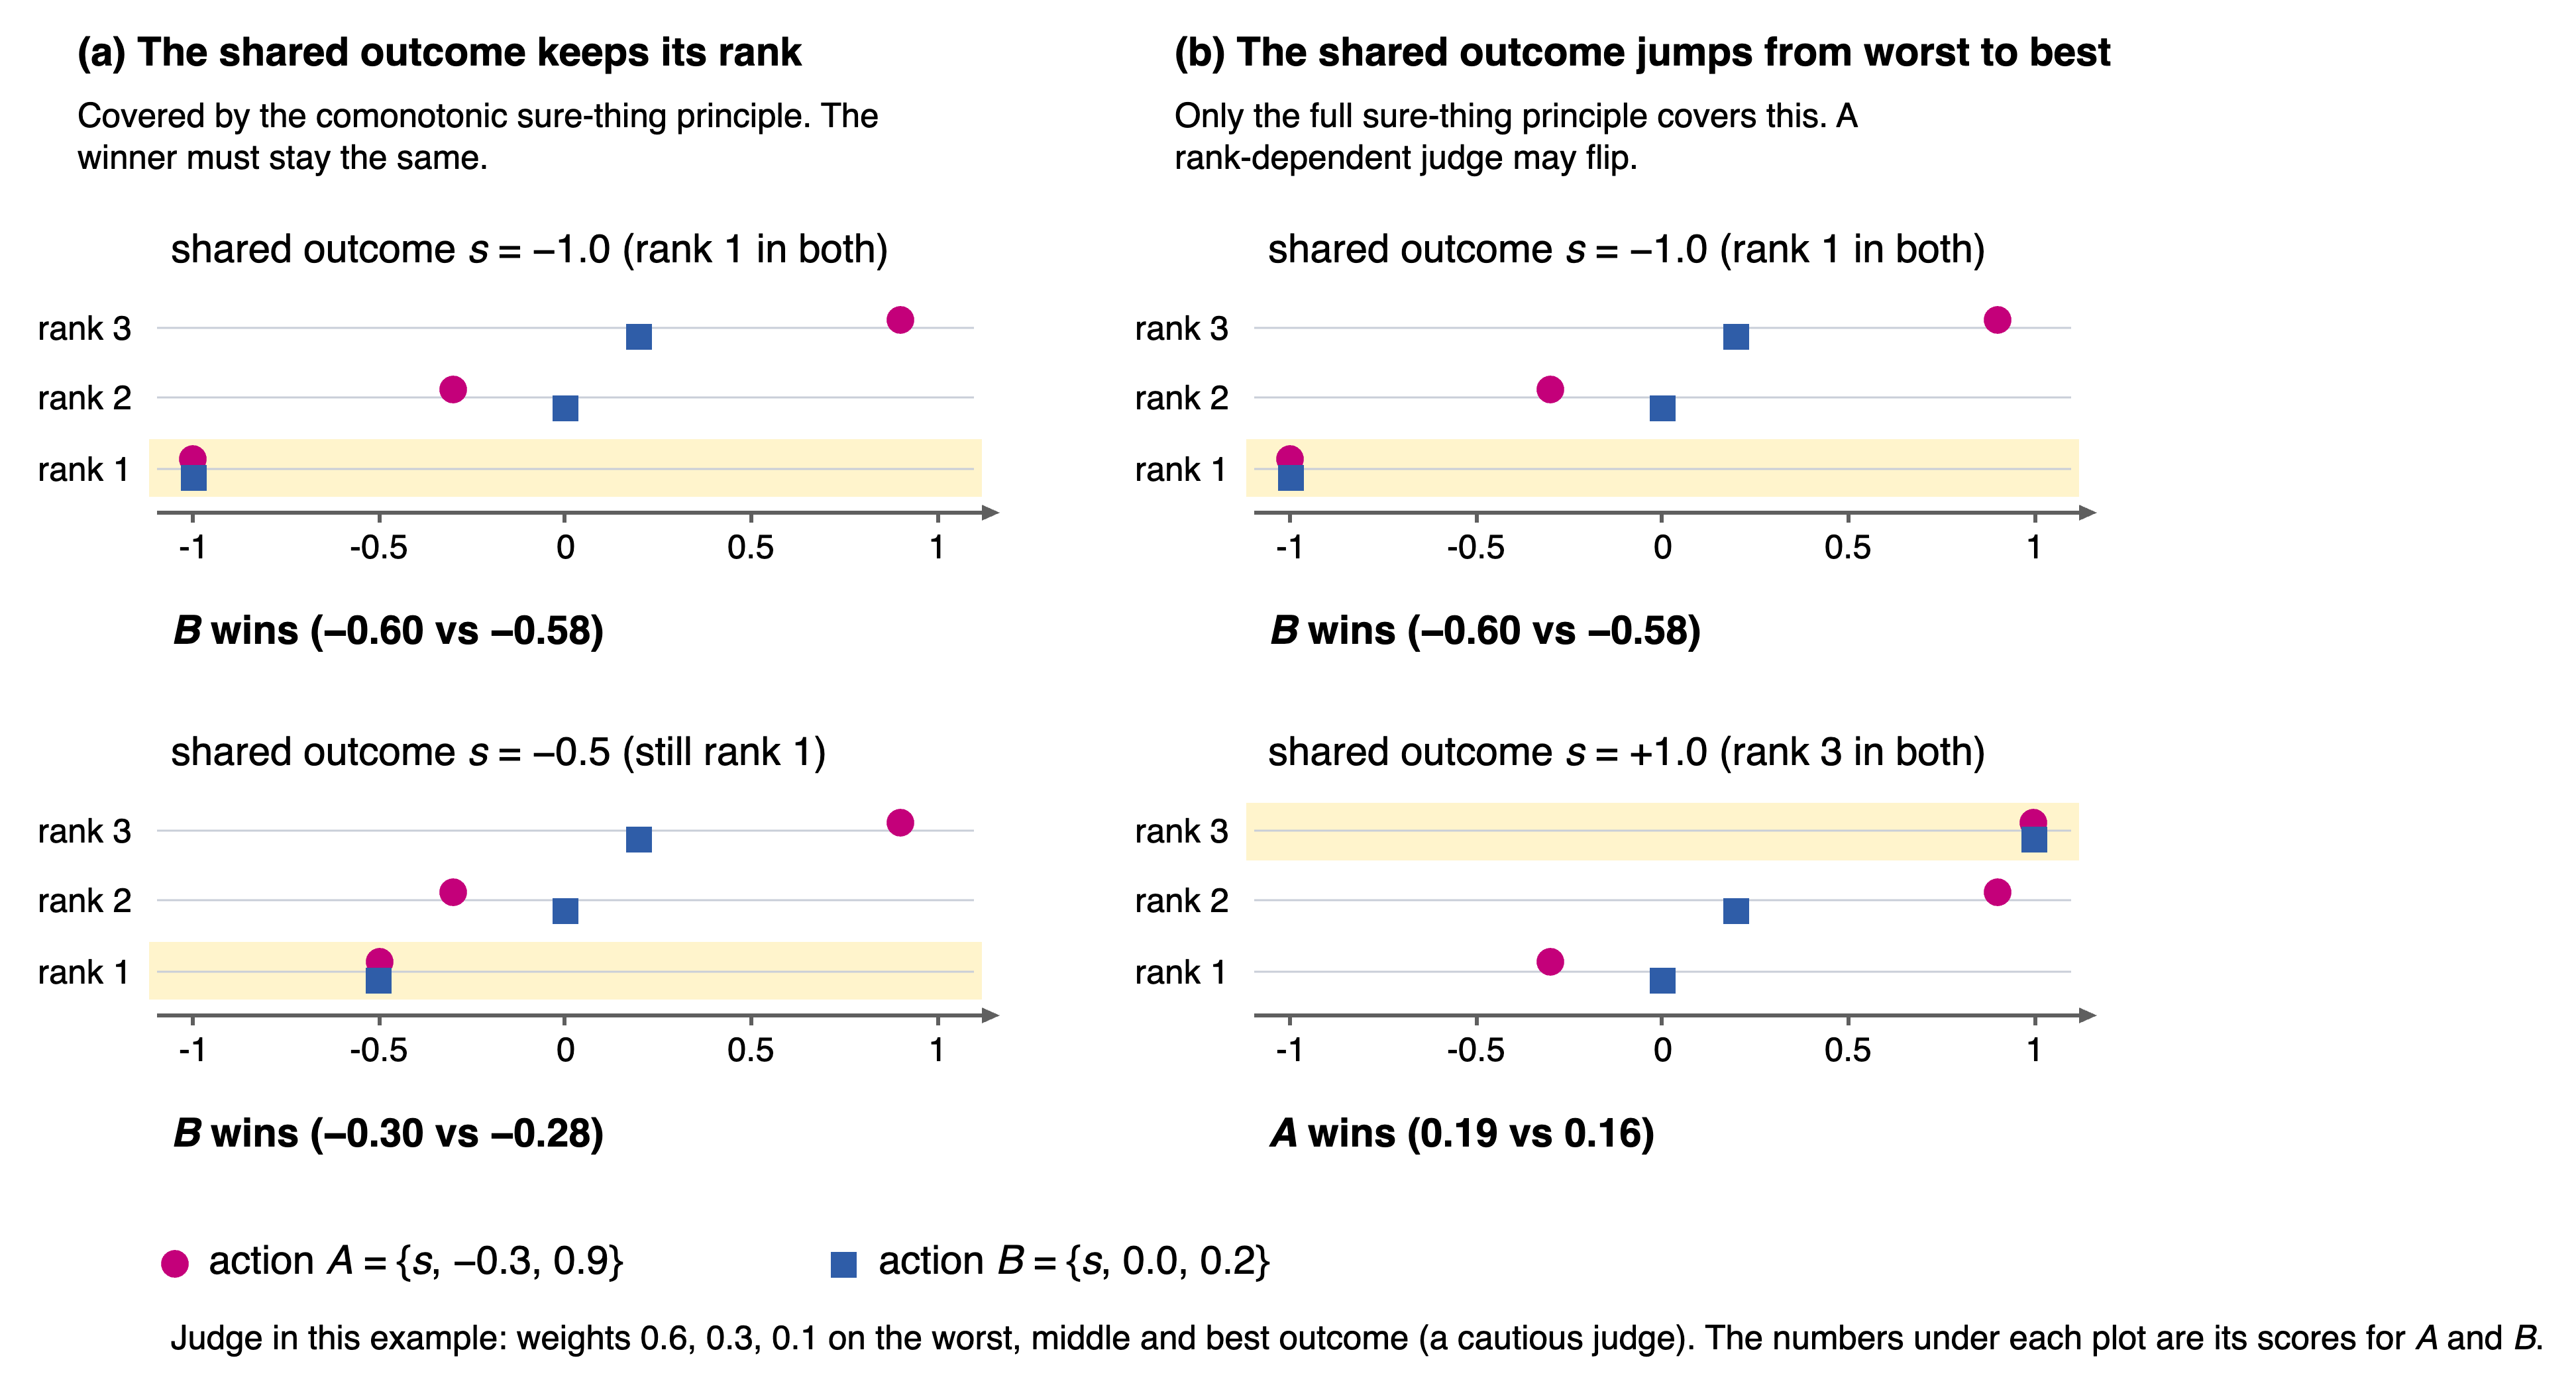 (a) The shared outcome keeps its rank
Covered by the comonotonic sure-thing principle. The
winner must stay the same.
shared outcome s = −1.0 (rank 1 in both)
rank 3
rank 2
rank 1
-1 -0.5 0 0.5 1
B wins (−0.60 vs −0.58)
shared outcome s = −0.5 (still rank 1)
rank 3
rank 2
rank 1
-1 -0.5 0 0.5 1
B wins (−0.30 vs −0.28)
(b) The shared outcome jumps from worst to best
Only the full sure-thing principle covers this. A
rank-dependent judge may flip.
shared outcome s = −1.0 (rank 1 in both)
rank 3
rank 2
rank 1
-1 -0.5 0 0.5 1
B wins (−0.60 vs −0.58)
shared outcome s = +1.0 (rank 3 in both)
rank 3
rank 2
rank 1
-1 -0.5 0 0.5 1
A wins (0.19 vs 0.16)
action A = {s, −0.3, 0.9}
action B = {s, 0.0, 0.2}
Judge in this example: weights 0.6, 0.3, 0.1 on the worst, middle and best outcome (a cautious judge). The numbers under each plot are its scores for A and B.